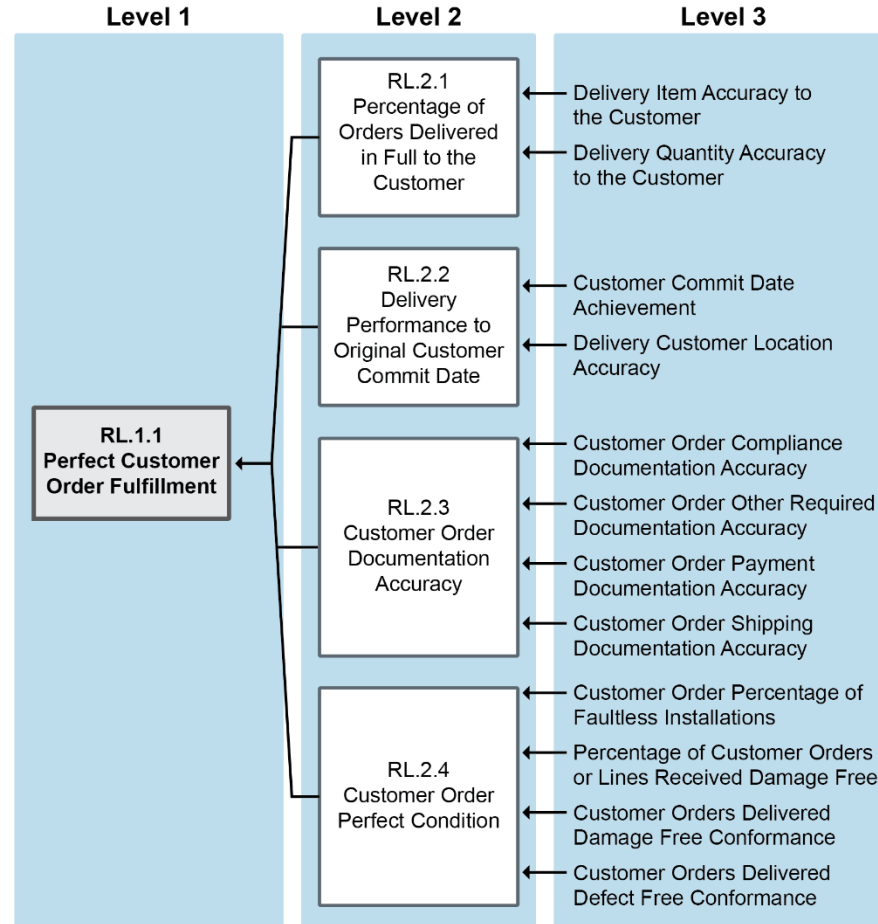 Level 1
Level 2
Level 3
RL.1.1
Perfect Customer
Order Fulfillment
RL.2.1
Percentage of
Orders Delivered
in Full to the
Customer
Delivery Item Accuracy to
the Customer
Delivery Quantity Accuracy
to the Customer
RL.2.2
Delivery
Performance to
Original Customer
Commit Date
Customer Commit Date
Achievement
Delivery Customer Location
Accuracy
RL.2.3
Customer Order
Documentation
Accuracy
Customer Order Compliance
Documentation Accuracy
Customer Order Other Required
Documentation Accuracy
Customer Order Payment
Documentation Accuracy
Customer Order Shipping
Documentation Accuracy
RL.2.4
Customer Order
Perfect Condition
Customer Order Percentage of
Faultless Installations
Percentage of Customer Orders
or Lines Received Damage Free
Customer Orders Delivered
Damage Free Conformance
Customer Orders Delivered
Defect Free Conformance